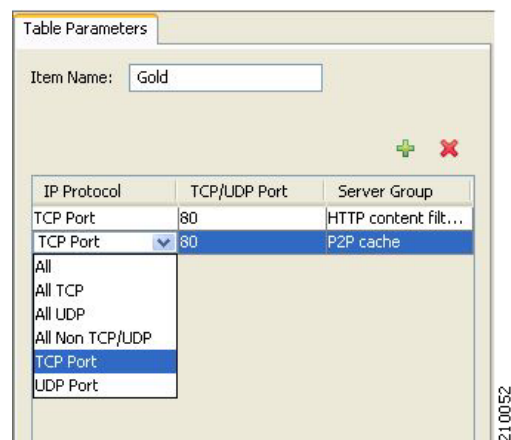 Table Parameters
Item Name: Gold
IP Protocol TCP/UDP Port Server Group
TCP Port 80 HTTP content filt...
TCP Port 80 P2P cache
All
All TCP
All UDP
All Non TCP/UDP
TCP Port
UDP Port
210052